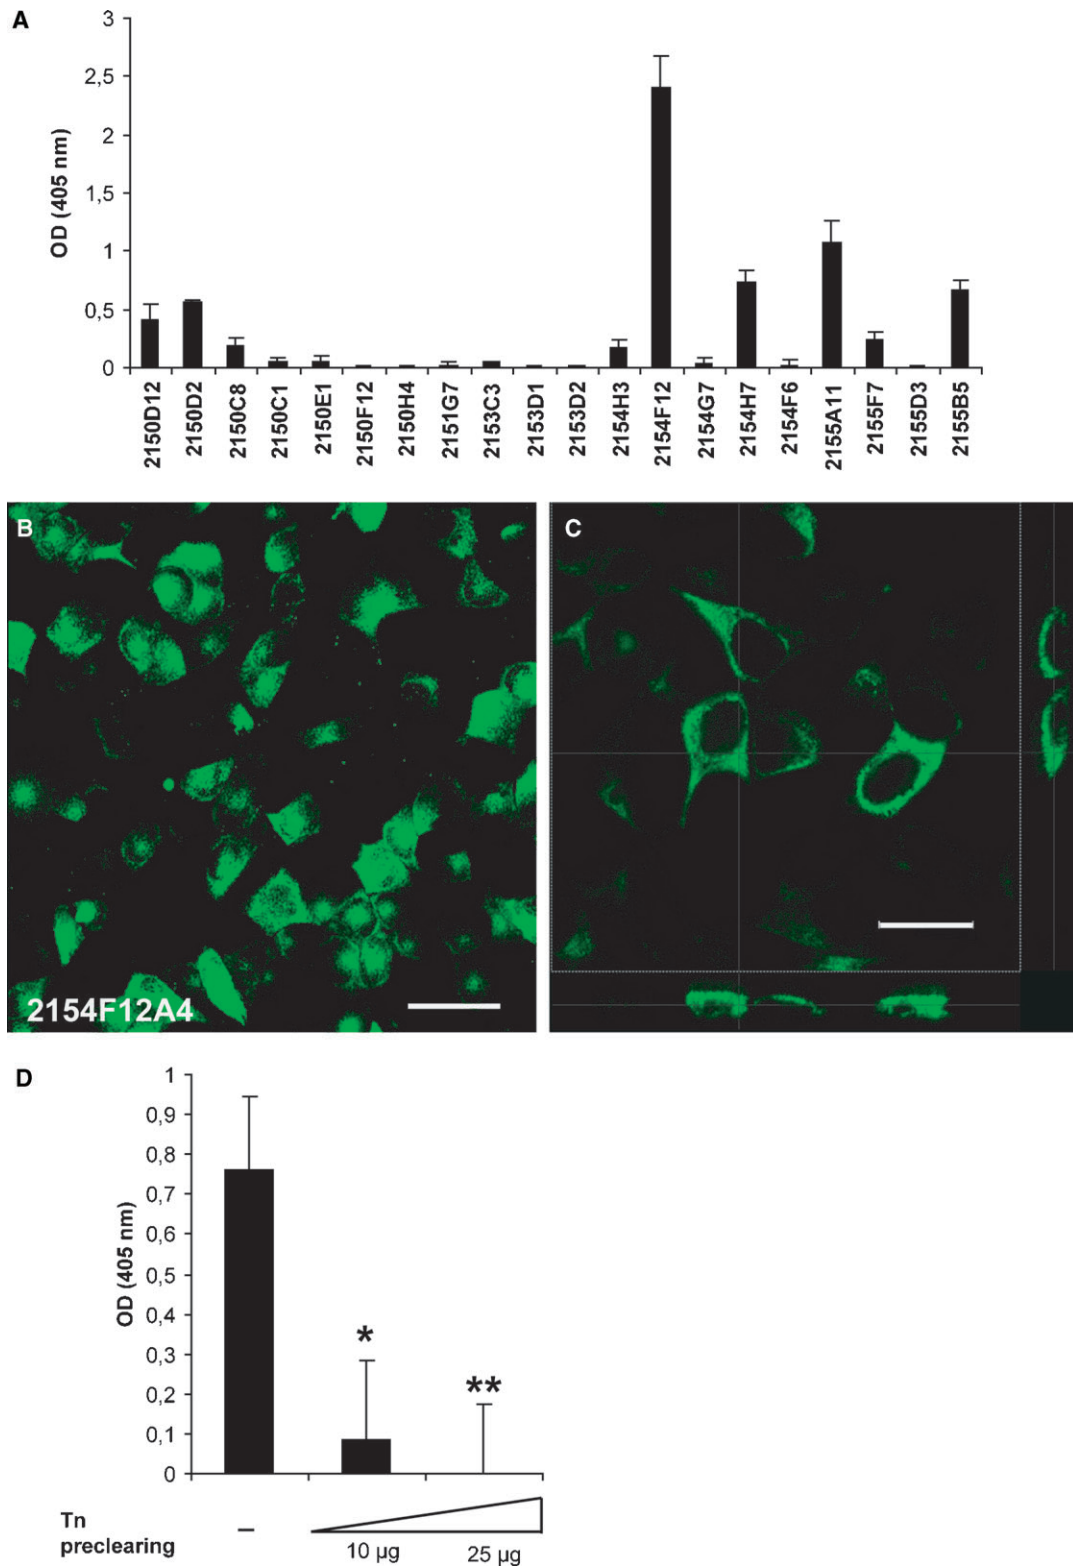 A
3
2,5
2
1,5
1
0,5
0
OD (405 nm)
2150D12
2150D2
2150C8
2150C1
2150E1
2150F12
2150H4
2151G7
2153C3
2153D1
2153D2
2154H3
2154F12
2154G7
2154H7
2154F6
2155A11
2155F7
2155D3
2155B5
B
2154F12A4
C
D
1
0,9
0,8
0,7
0,6
0,5
0,4
0,3
0,2
0,1
0
OD (405 nm)
*
**
Tn
preclearing
–
10 µg
25 µg